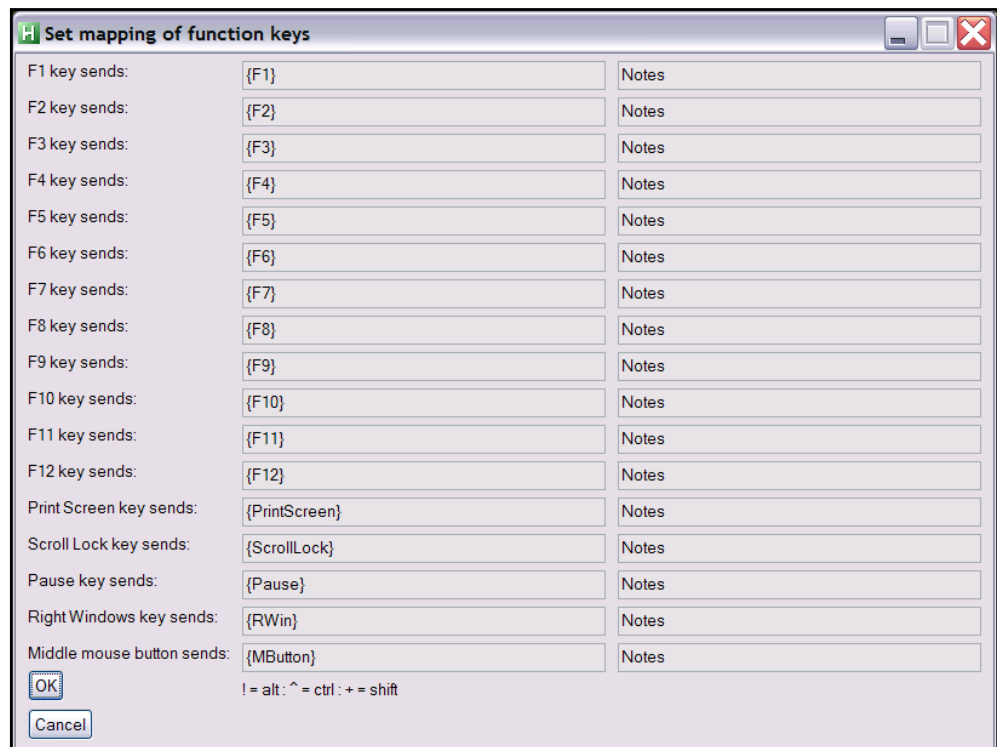 H Set mapping of function keys
F1 key sends: {F1} Notes
F2 key sends: {F2} Notes
F3 key sends: {F3} Notes
F4 key sends: {F4} Notes
F5 key sends: {F5} Notes
F6 key sends: {F6} Notes
F7 key sends: {F7} Notes
F8 key sends: {F8} Notes
F9 key sends: {F9} Notes
F10 key sends: {F10} Notes
F11 key sends: {F11} Notes
F12 key sends: {F12} Notes
Print Screen key sends: {PrintScreen} Notes
Scroll Lock key sends: {ScrollLock} Notes
Pause key sends: {Pause} Notes
Right Windows key sends: {RWin} Notes
Middle mouse button sends: {MButton} Notes
OK ! = alt : ^ = ctrl : + = shift
Cancel